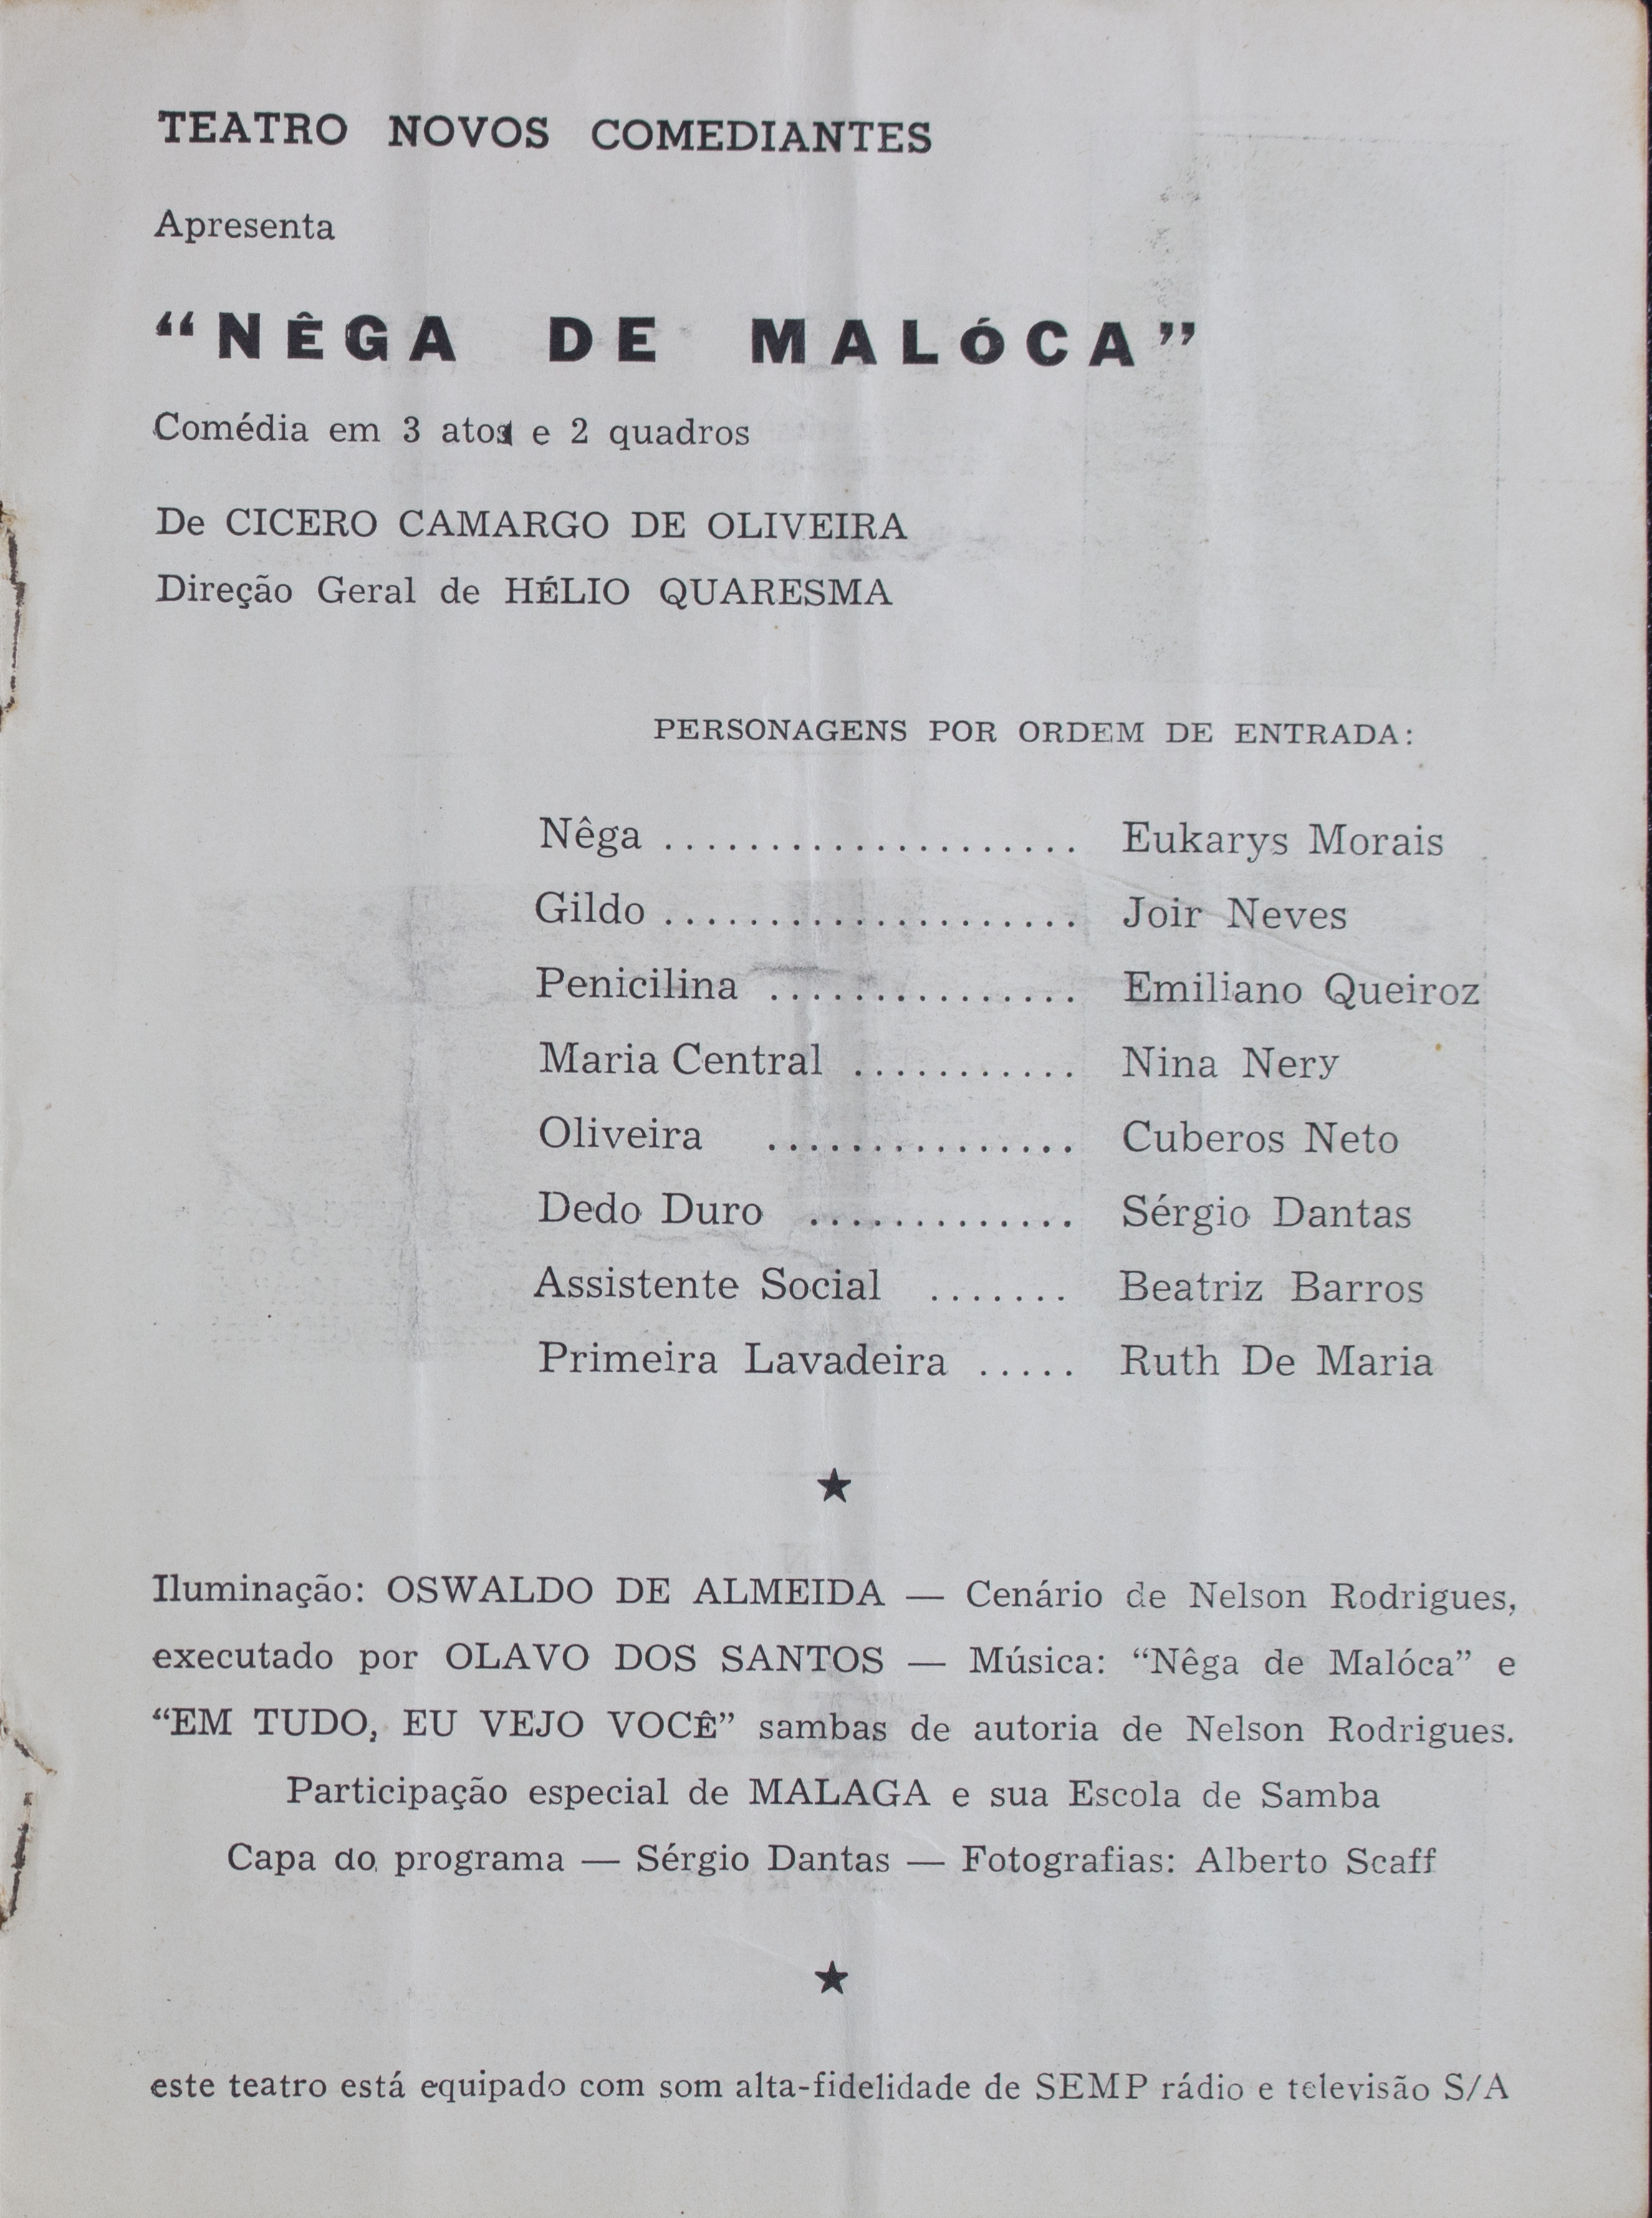 TEATRO NOVOS COMEDIANTES
Apresenta
“NÊGA DE MALÓCA”
Comédia em 3 atos e 2 quadros
De CICERO CAMARGO DE OLIVEIRA
Direção Geral de HÉLIO QUARESMA
PERSONAGENS POR ORDEM DE ENTRADA:
Nêga .................... Eukarys Morais
Gildo .................... Joir Neves
Penicilina ............... Emiliano Queiroz
Maria Central ........... Nina Nery
Oliveira ............... Cuberos Neto
Dedo Duro ............. Sérgio Dantas
Assistente Social ....... Beatriz Barros
Primeira Lavadeira ..... Ruth De Maria
★
Iluminação: OSWALDO DE ALMEIDA — Cenário de Nelson Rodrigues,
executado por OLAVO DOS SANTOS — Música: “Nêga de Malóca” e
“EM TUDO, EU VEJO VOCÊ” sambas de autoria de Nelson Rodrigues.
Participação especial de MALAGA e sua Escola de Samba
Capa do programa — Sérgio Dantas — Fotografias: Alberto Scaff
★
este teatro está equipado com som alta-fidelidade de SEMP rádio e televisão S/A